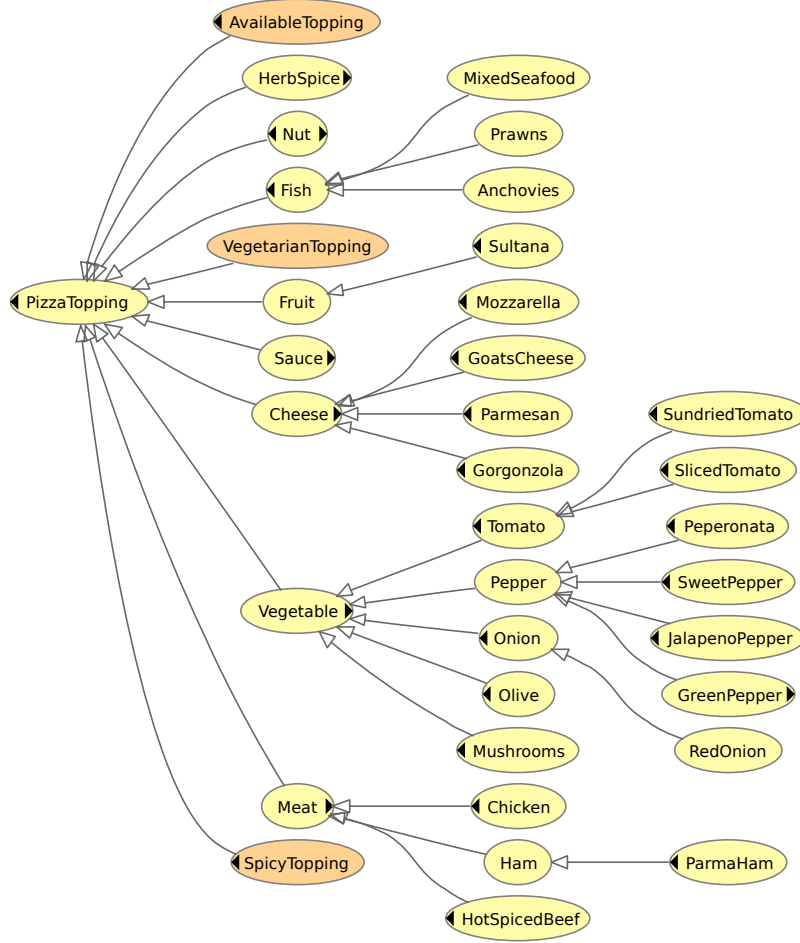 AvailableTopping
HerbSpice
MixedSeafood
Nut
Prawns
Fish
Anchovies
VegetarianTopping
Sultana
PizzaTopping
Fruit
Mozzarella
Sauce
GoatsCheese
Cheese
Parmesan
SundriedTomato
Gorgonzola
SlicedTomato
Tomato
Peperonata
Pepper
SweetPepper
Vegetable
Onion
JalapenoPepper
Olive
GreenPepper
Mushrooms
RedOnion
Meat
Chicken
SpicyTopping
Ham
ParmaHam
HotSpicedBeef